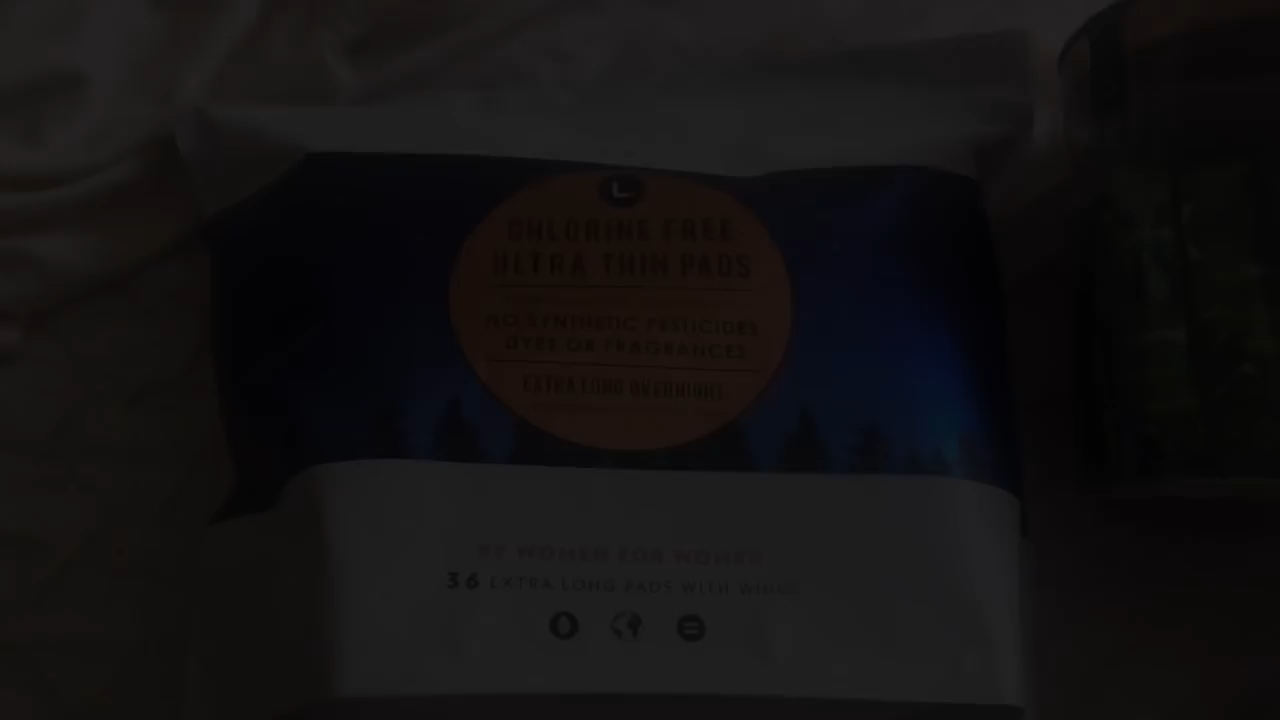 L.
CHLORINE FREE
ULTRA THIN PADS
NO SYNTHETIC PESTICIDES
DYES OR FRAGRANCES
EXTRA LONG OVERNIGHT
BY WOMEN FOR WOMEN
36 EXTRA LONG PADS WITH WINGS